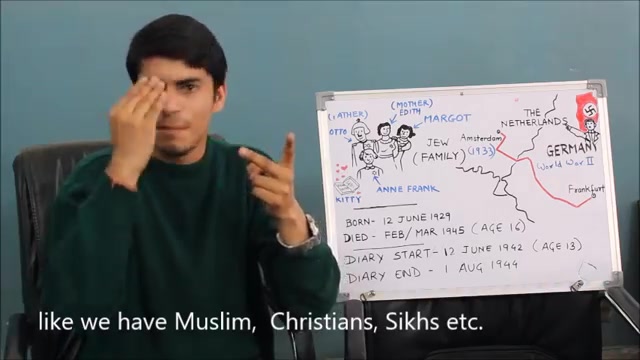 (FATHER)
OTTO
(MOTHER)
EDITH
MARGOT
JEW
(FAMILY)
KITTY
ANNE FRANK
THE
NETHERLANDS
Amsterdam
(1933)
GERMANY
World War II
Frankfurt
BORN- 12 JUNE 1929
DIED - FEB/MAR 1945 (AGE 16)
DIARY START- 12 JUNE 1942 (AGE 13)
DIARY END - 1 AUG 1944
like we have Muslim, Christians, Sikhs etc.